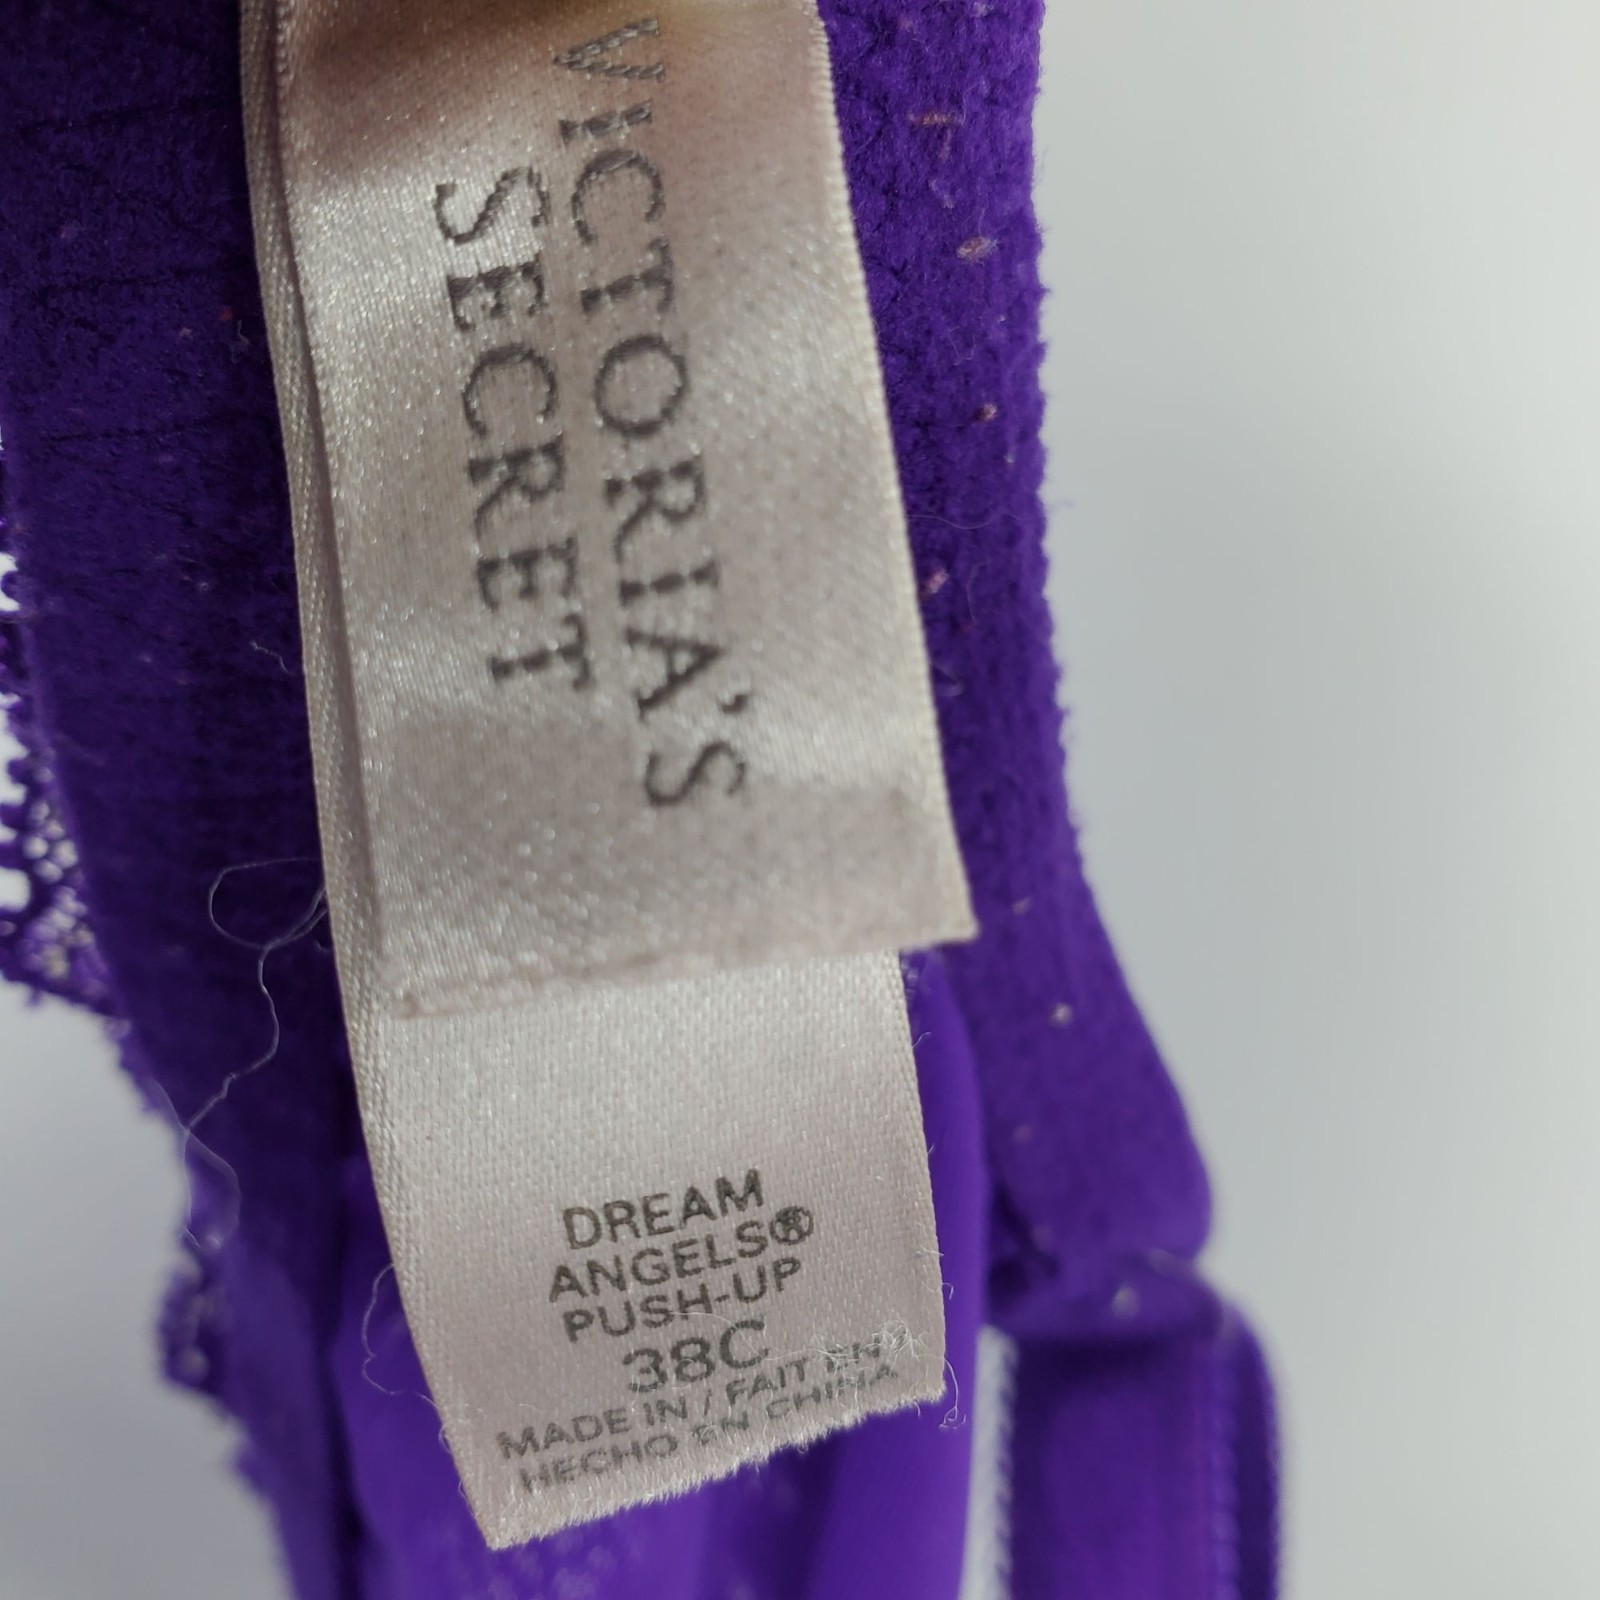 VICTORIA'S
SECRET
DREAM
ANGELS®
PUSH-UP
38C
MADE IN / FAIT EN
HECHO EN CHINA